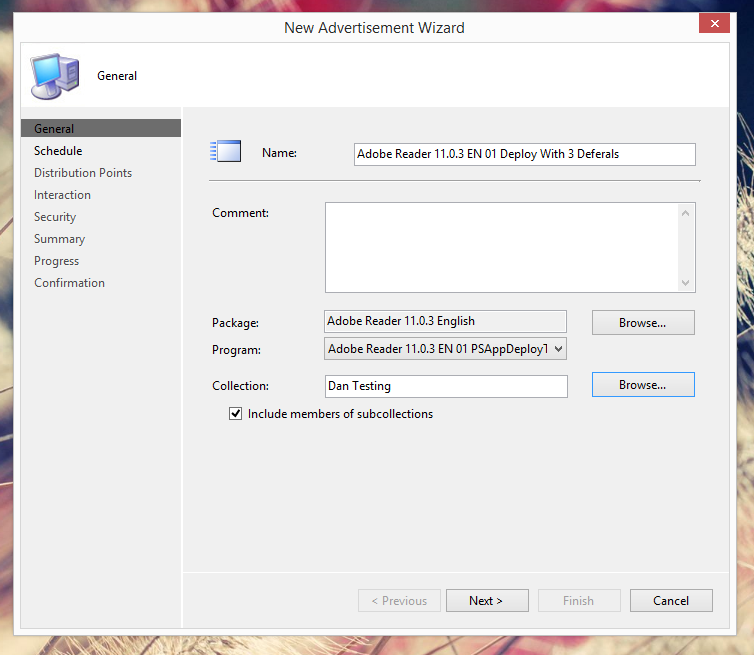 New Advertisement Wizard
General
General
Schedule
Distribution Points
Interaction
Security
Summary
Progress
Confirmation
Name:
Adobe Reader 11.0.3 EN 01 Deploy With 3 Deferals
Comment:
Package:
Adobe Reader 11.0.3 English
Browse...
Program:
Adobe Reader 11.0.3 EN 01 PSAppDeployT
Collection:
Dan Testing
Browse...
Include members of subcollections
< Previous
Next >
Finish
Cancel